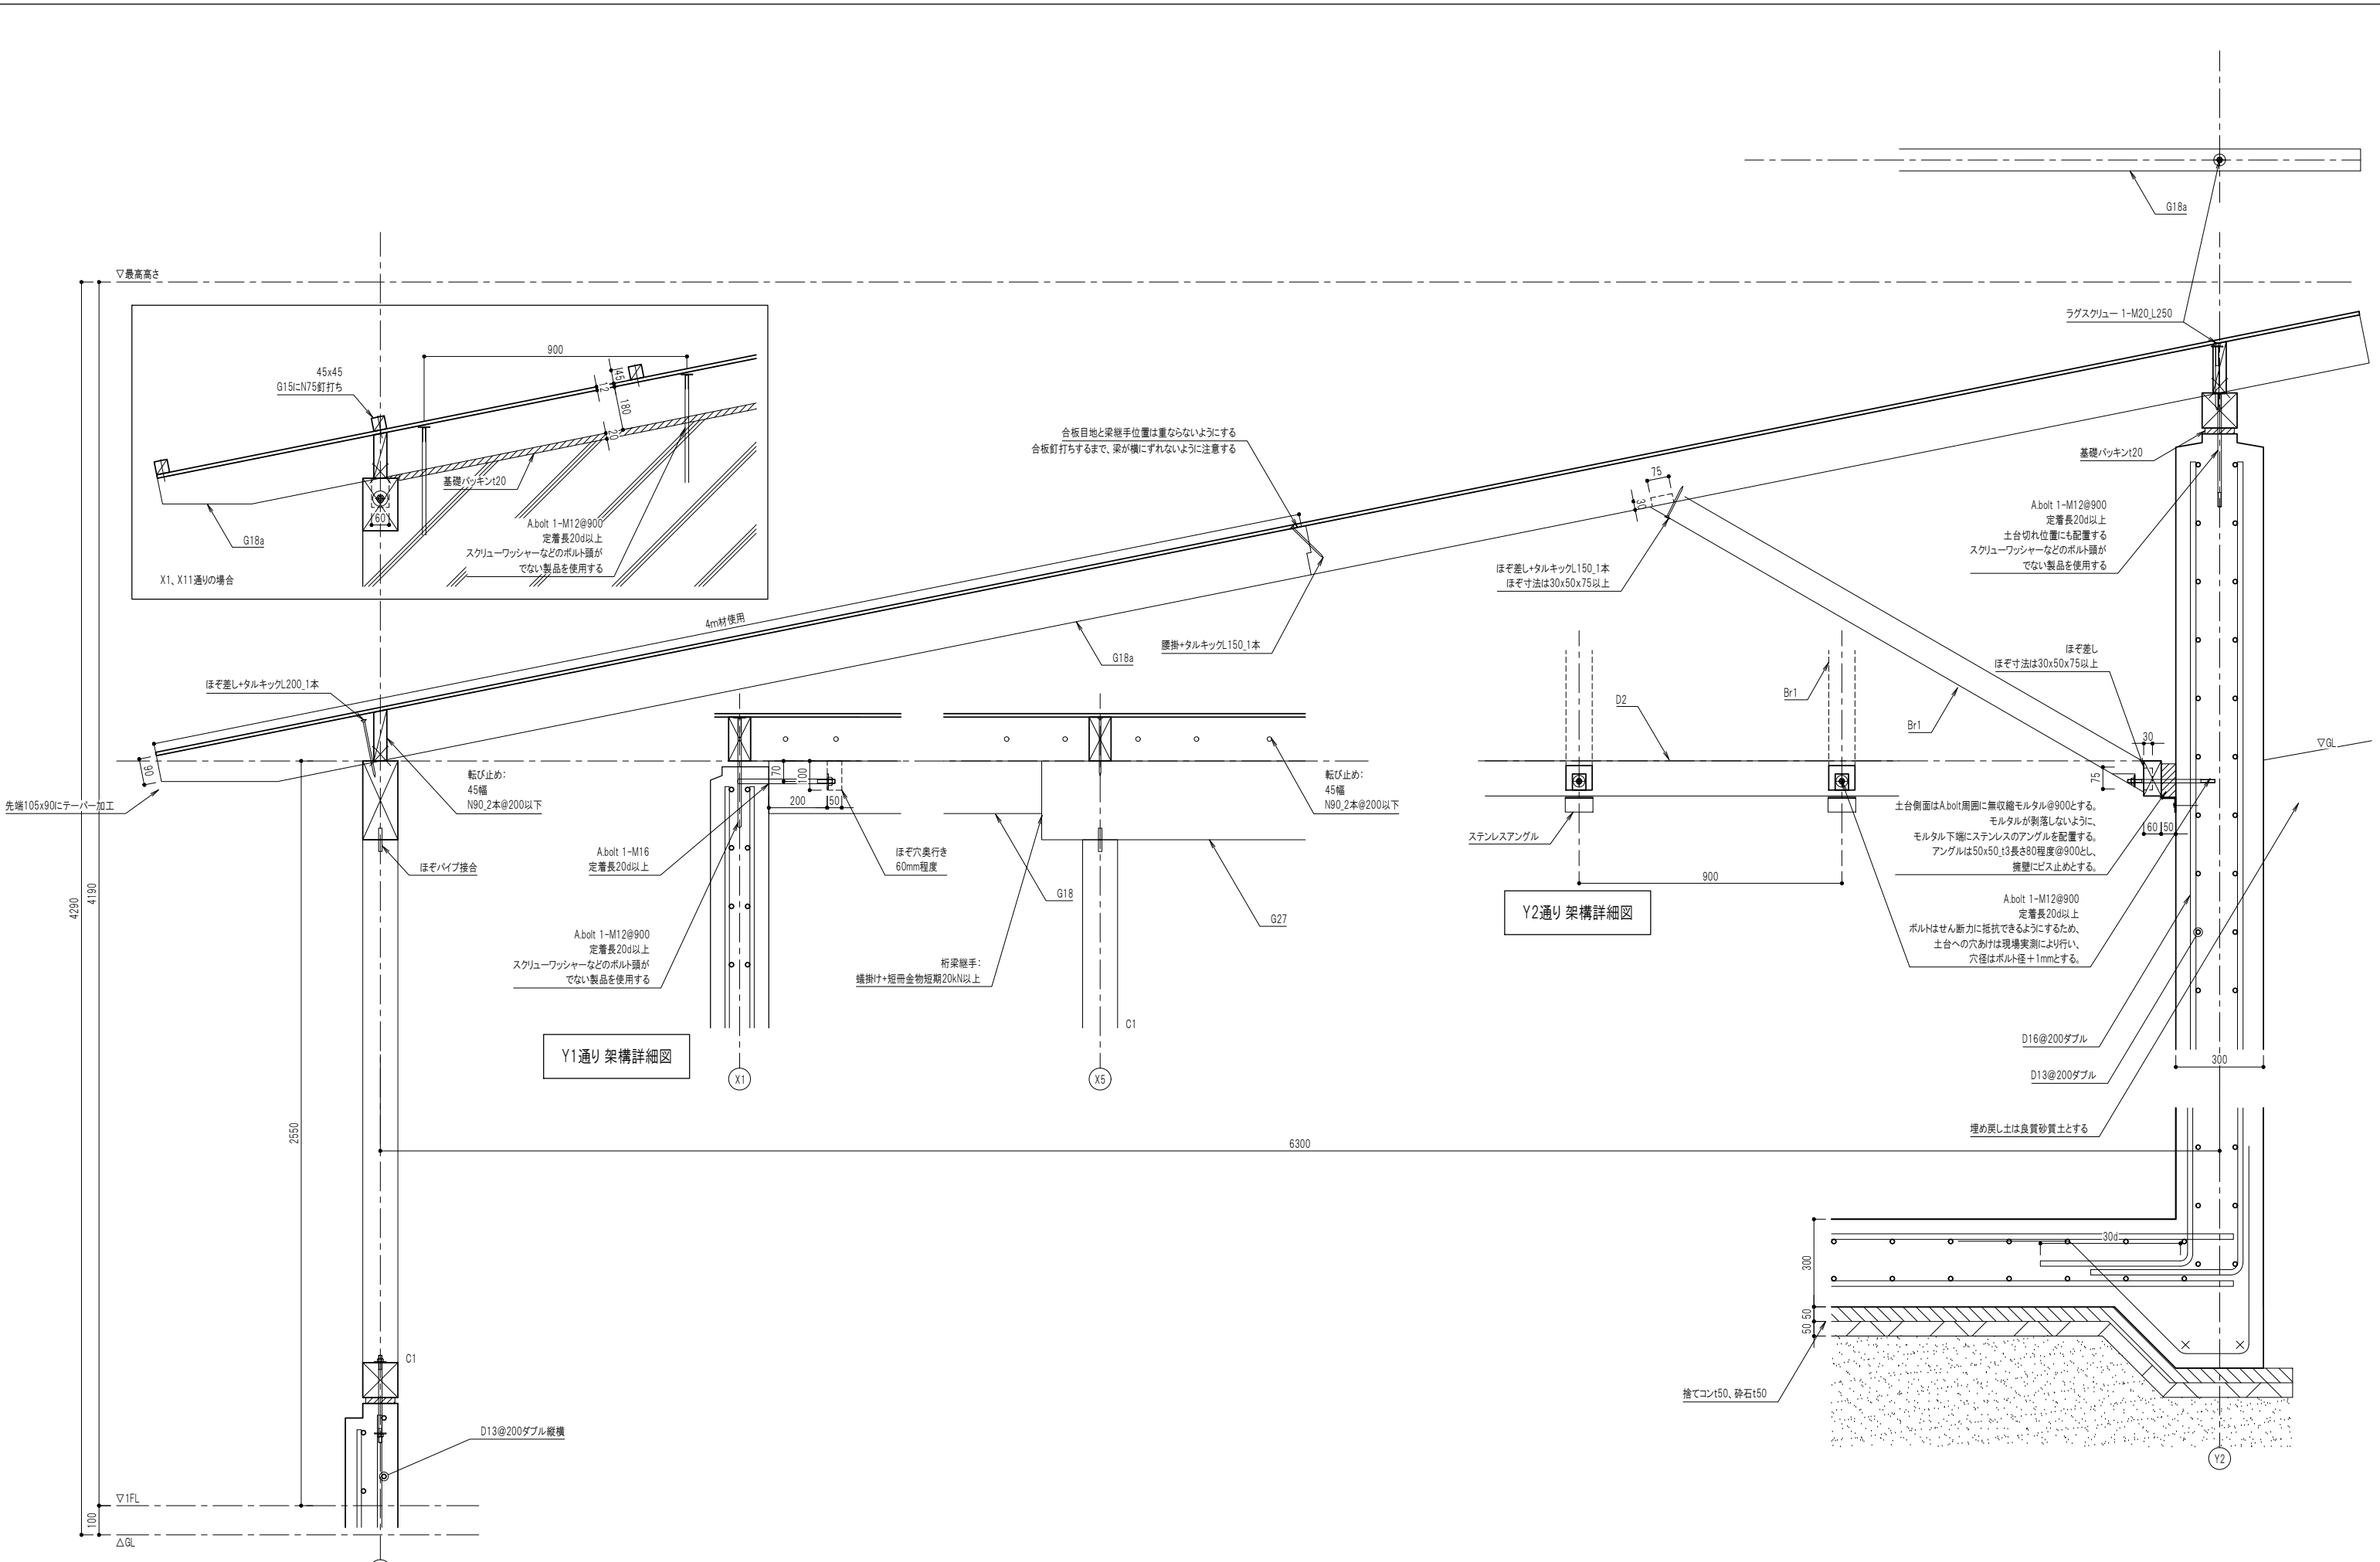 G18a
▽最高高さ
ラグスクリュー 1-M20_L250
900
45x45
G15にN75釘打ち
45
12
180
20
基礎パッキンt20
60
A.bolt 1-M12@900
定着長20d以上
スクリューワッシャーなどのボルト頭が
でない製品を使用する
G18a
X1、X11通りの場合
合板目地と梁継手位置は重ならないようにする
合板釘打ちするまで、梁が横にずれないように注意する
基礎パッキンt20
75
30
A.bolt 1-M12@900
定着長20d以上
土台切れ位置にも配置する
スクリューワッシャーなどのボルト頭が
でない製品を使用する
ほぞ差し+タルキックL150_1本
ほぞ寸法は30x50x75以上
4m材使用
腰掛+タルキックL150_1本
G18a
ほぞ差し
ほぞ寸法は30x50x75以上
ほぞ差し+タルキックL200_1本
D2
Br1
Br1
▽GL
90
先端105x90にテーパー加工
転び止め:
45幅
N90_2本@200以下
ほぞパイプ接合
70
100
200
50
A.bolt 1-M16
定着長20d以上
ほぞ穴奥行き
60mm程度
転び止め:
45幅
N90_2本@200以下
G18
G27
A.bolt 1-M12@900
定着長20d以上
スクリューワッシャーなどのボルト頭が
でない製品を使用する
桁梁継手:
蟻掛け+短冊金物短期20kN以上
C1
Y1通り 架構詳細図
X1
X5
ステンレスアングル
900
Y2通り 架構詳細図
30
75
60
50
土台側面はA.bolt周囲に無収縮モルタル@900とする。
モルタルが剥落しないように、
モルタル下端にステンレスのアングルを配置する。
アングルは50x50_t3長さ80程度@900とし、
擁壁にビス止めとする。
A.bolt 1-M12@900
定着長20d以上
ボルトはせん断力に抵抗できるようにするため、
土台への穴あけは現場実測により行い、
穴径はボルト径+1mmとする。
D16@200ダブル
300
D13@200ダブル
埋め戻し土は良質砂質土とする
4290
4190
2550
6300
30d
300
50
50
捨てコンt50、砕石t50
C1
D13@200ダブル縦横
▽1FL
100
△GL
Y2